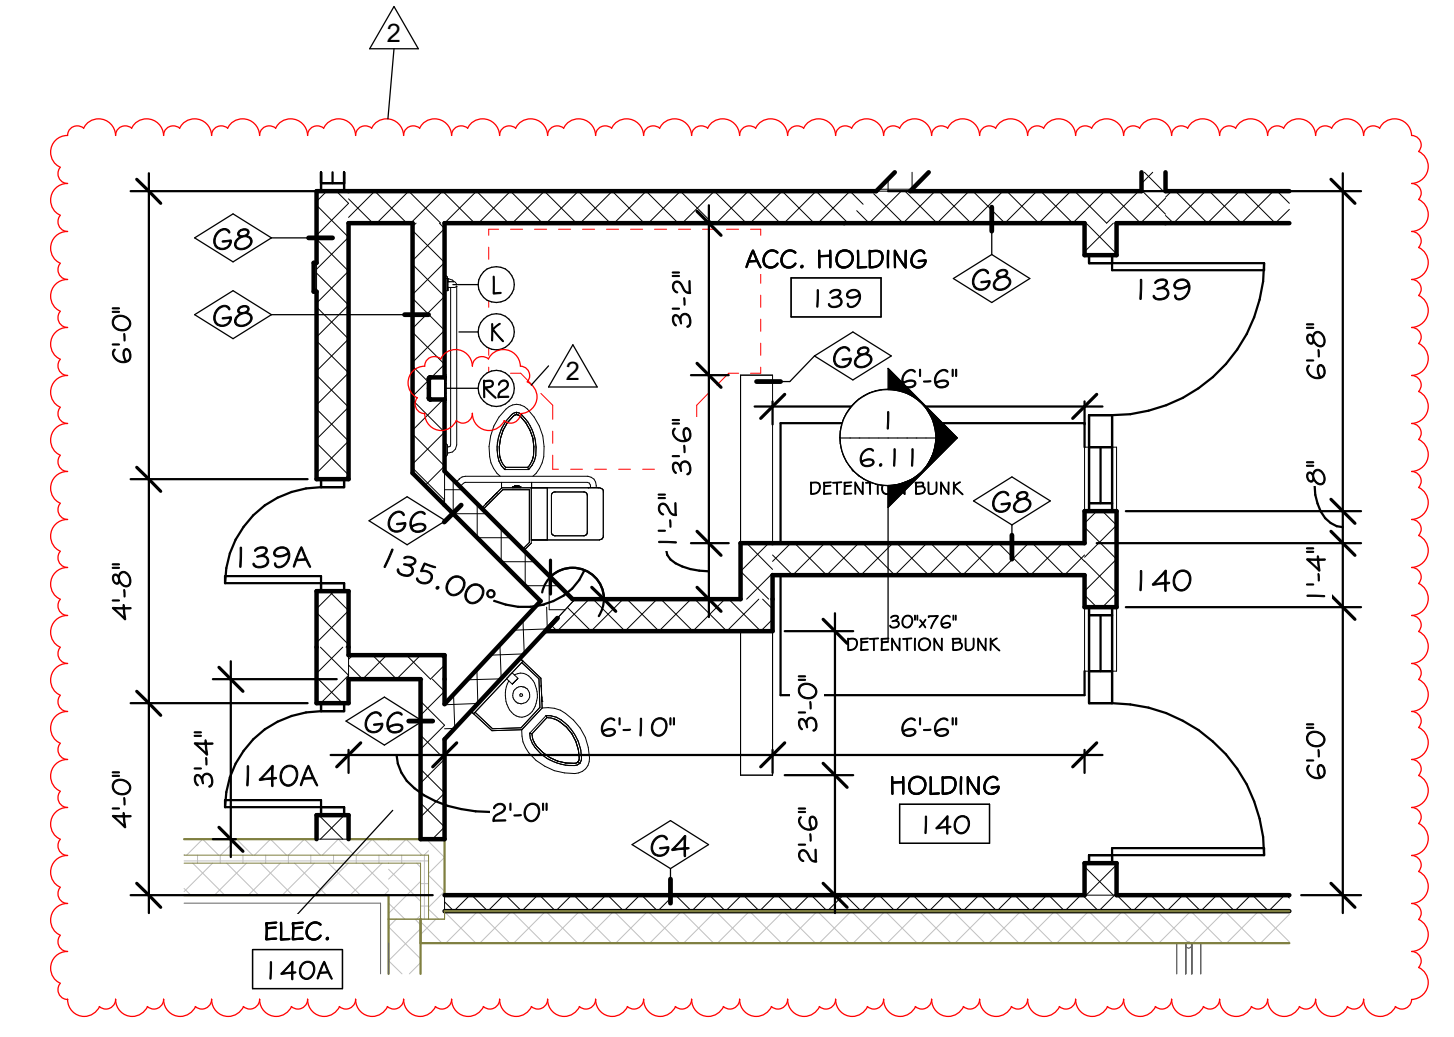 2
G8
L
3'-2"
ACC. HOLDING
139
G8
139
G8
6'-0"
K
G8
6'-8"
R2
2
6'-6"
1
6.11
3'-6"
DETENTION BUNK
G8
8"
G6
1'-2"
139A
135.00°
4'-8"
140
1'-4"
30"x76"
DETENTION BUNK
G6
6'-10"
3'-0"
6'-6"
6'-0"
3'-4"
140A
4'-0"
2'-0"
HOLDING
140
G4
2'-6"
ELEC.
140A